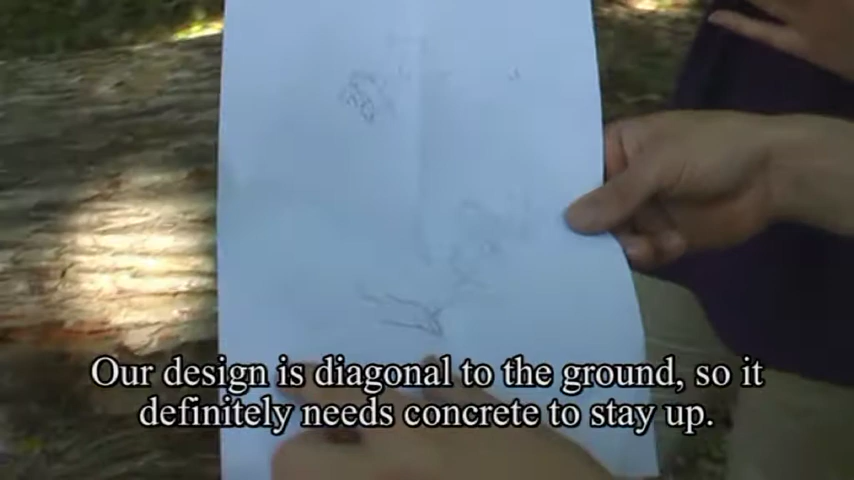 Our design is diagonal to the ground, so it
definitely needs concrete to stay up.